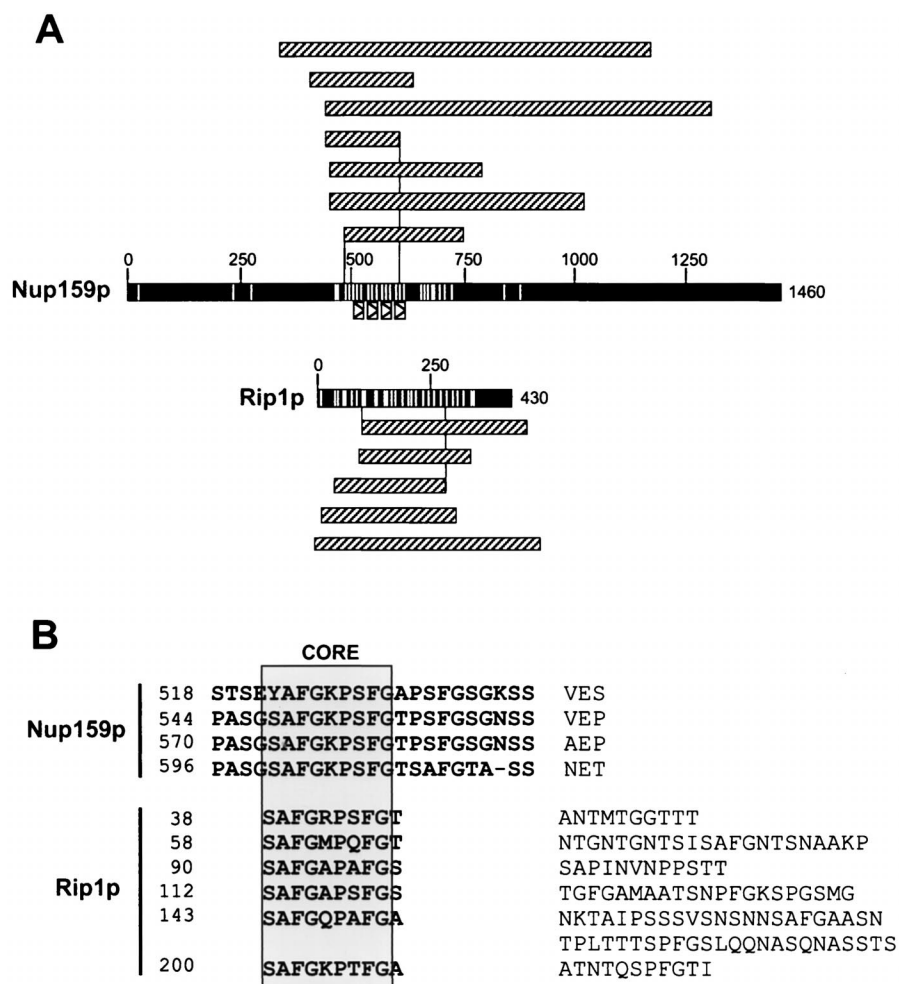 A
0 250 500 750 1000 1250
Nup159p 1460
0 250
Rip1p 430
B
CORE
Nup159p
518 STSEYAFGKPSFGAPSFGSGKSS VES
544 PASGSAFGKPSFGTPSFGSGNSS VEP
570 PASGSAFGKPSFGTPSFGSGNSS AEP
596 PASGSAFGKPSFGTSAFGTA-SS NET
Rip1p
38 SAFGRPSFGT ANTMTGGTTT
58 SAFGMPQFGT NTGNTGNTSISAFGNTSNAAKP
90 SAFGAPAFGS SAPINVNPPSTT
112 SAFGAPSFGS TGFGAMAATSNPFGKSPGSMG
143 SAFGQPAFGA NKTAIPSSSVSNSNNSAFGAASN
TPLTTTSPFGSLQQNASQNASSTS
200 SAFGKPTFGA ATNTQSPFGTI